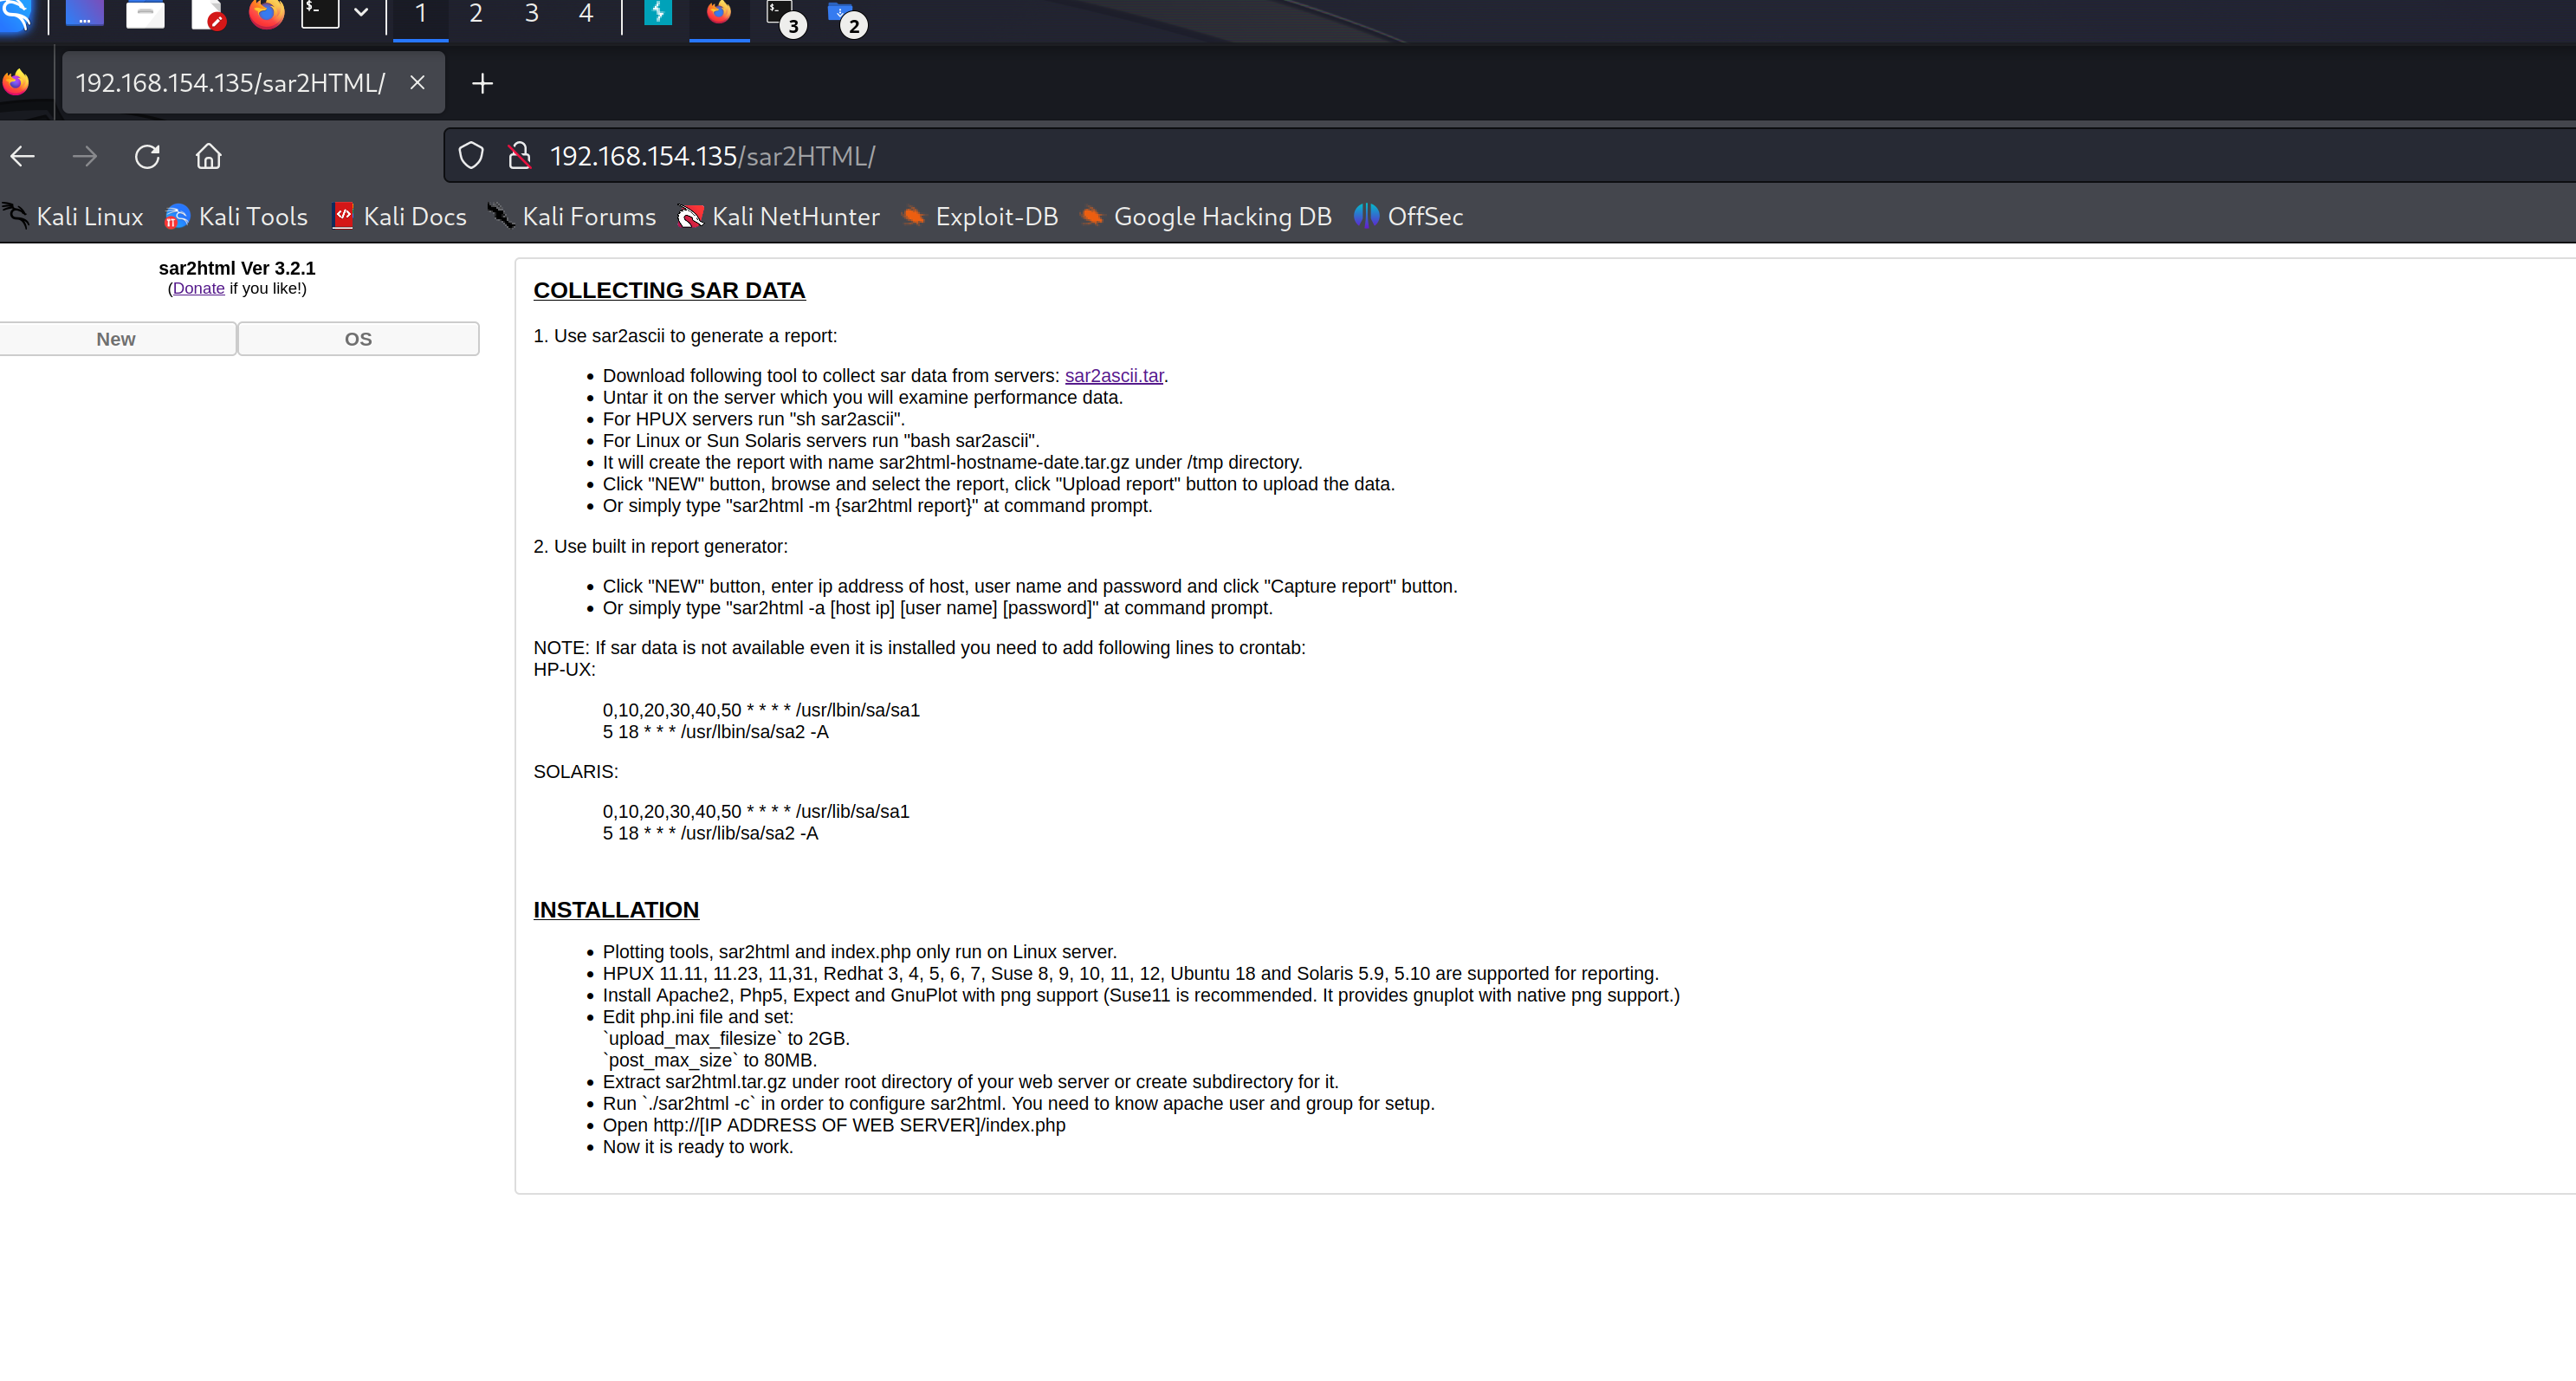 1 2 3 4 3 2
192.168.154.135/sar2HTML/
192.168.154.135/sar2HTML/
Kali Linux Kali Tools Kali Docs Kali Forums Kali NetHunter Exploit-DB Google Hacking DB OffSec
sar2html Ver 3.2.1
(Donate if you like!)
New OS
COLLECTING SAR DATA
1. Use sar2ascii to generate a report:
• Download following tool to collect sar data from servers: sar2ascii.tar.
• Untar it on the server which you will examine performance data.
• For HPUX servers run "sh sar2ascii".
• For Linux or Sun Solaris servers run "bash sar2ascii".
• It will create the report with name sar2html-hostname-date.tar.gz under /tmp directory.
• Click "NEW" button, browse and select the report, click "Upload report" button to upload the data.
• Or simply type "sar2html -m {sar2html report}" at command prompt.
2. Use built in report generator:
• Click "NEW" button, enter ip address of host, user name and password and click "Capture report" button.
• Or simply type "sar2html -a [host ip] [user name] [password]" at command prompt.
NOTE: If sar data is not available even it is installed you need to add following lines to crontab:
HP-UX:
0,10,20,30,40,50 * * * * /usr/lbin/sa/sa1
5 18 * * * /usr/lbin/sa/sa2 -A
SOLARIS:
0,10,20,30,40,50 * * * * /usr/lib/sa/sa1
5 18 * * * /usr/lib/sa/sa2 -A
INSTALLATION
• Plotting tools, sar2html and index.php only run on Linux server.
• HPUX 11.11, 11.23, 11,31, Redhat 3, 4, 5, 6, 7, Suse 8, 9, 10, 11, 12, Ubuntu 18 and Solaris 5.9, 5.10 are supported for reporting.
• Install Apache2, Php5, Expect and GnuPlot with png support (Suse11 is recommended. It provides gnuplot with native png support.)
• Edit php.ini file and set:
`upload_max_filesize` to 2GB.
`post_max_size` to 80MB.
• Extract sar2html.tar.gz under root directory of your web server or create subdirectory for it.
• Run `./sar2html -c` in order to configure sar2html. You need to know apache user and group for setup.
• Open http://[IP ADDRESS OF WEB SERVER]/index.php
• Now it is ready to work.